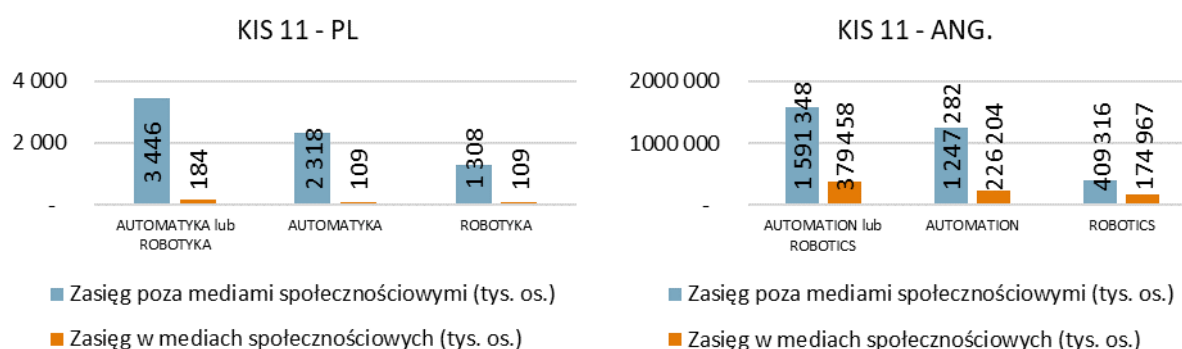 KIS 11 - PL
4 000
2 000
-
3 446
184
2 318
109
1 308
109
AUTOMATYKA lub
ROBOTYKA
AUTOMATYKA
ROBOTYKA
Zasięg poza mediami społecznościowymi (tys. os.)
Zasięg w mediach społecznościowych (tys. os.)
KIS 11 - ANG.
2000 000
1000 000
-
1 591 348
379 458
1 247 282
226 204
409 316
174 967
AUTOMATION lub
ROBOTICS
AUTOMATION
ROBOTICS
Zasięg poza mediami społecznościowymi (tys. os.)
Zasięg w mediach społecznościowych (tys. os.)